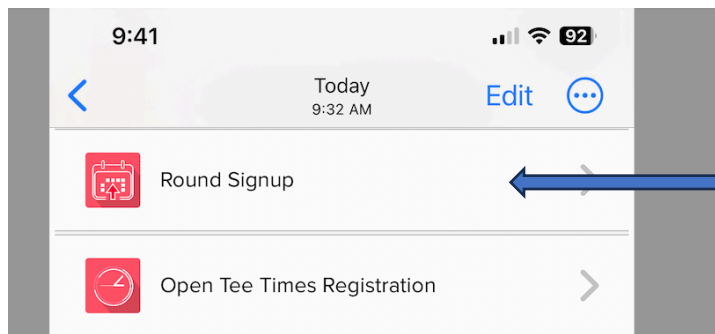 9:41
92
Today
9:32 AM
Edit
Round Signup
Open Tee Times Registration